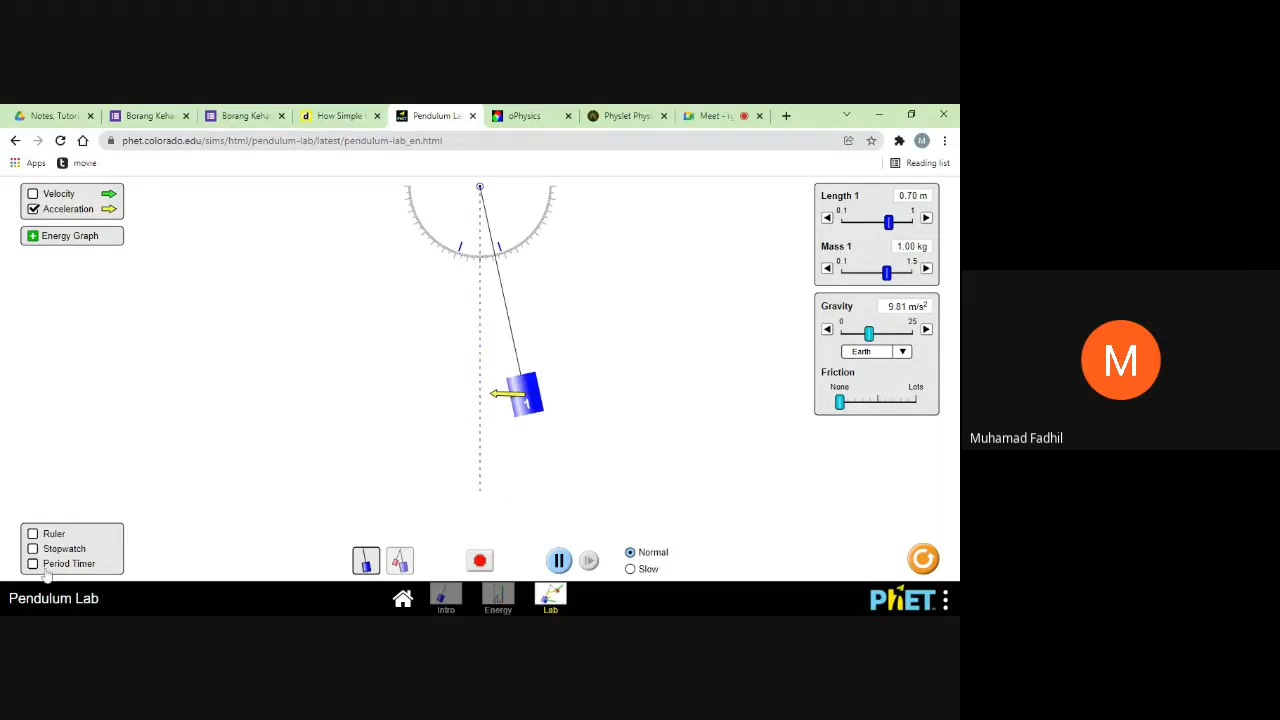 Notes, Tutori
Borang Keha
Borang Keha
How Simple
Pendulum La
oPhysics
Physlet Physi
Meet - r
phet.colorado.edu/sims/html/pendulum-lab/latest/pendulum-lab_en.html
M
Apps
movie
Reading list
Velocity
Acceleration
Energy Graph
Length 1
0.70 m
0.1
1.
Mass 1
1.00 kg
0.1
1.5
Gravity
9.81 m/s²
0
25
Earth
Friction
None
Lots
1
M
Muhamad Fadhil
Ruler
Stopwatch
Period Timer
Normal
Slow
Pendulum Lab
Intro
Energy
Lab
PhET